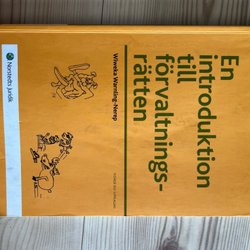 En
introduktion
till
förvaltnings-
rätten
Wiweka Warnling-Nerep
Norstedts Juridik